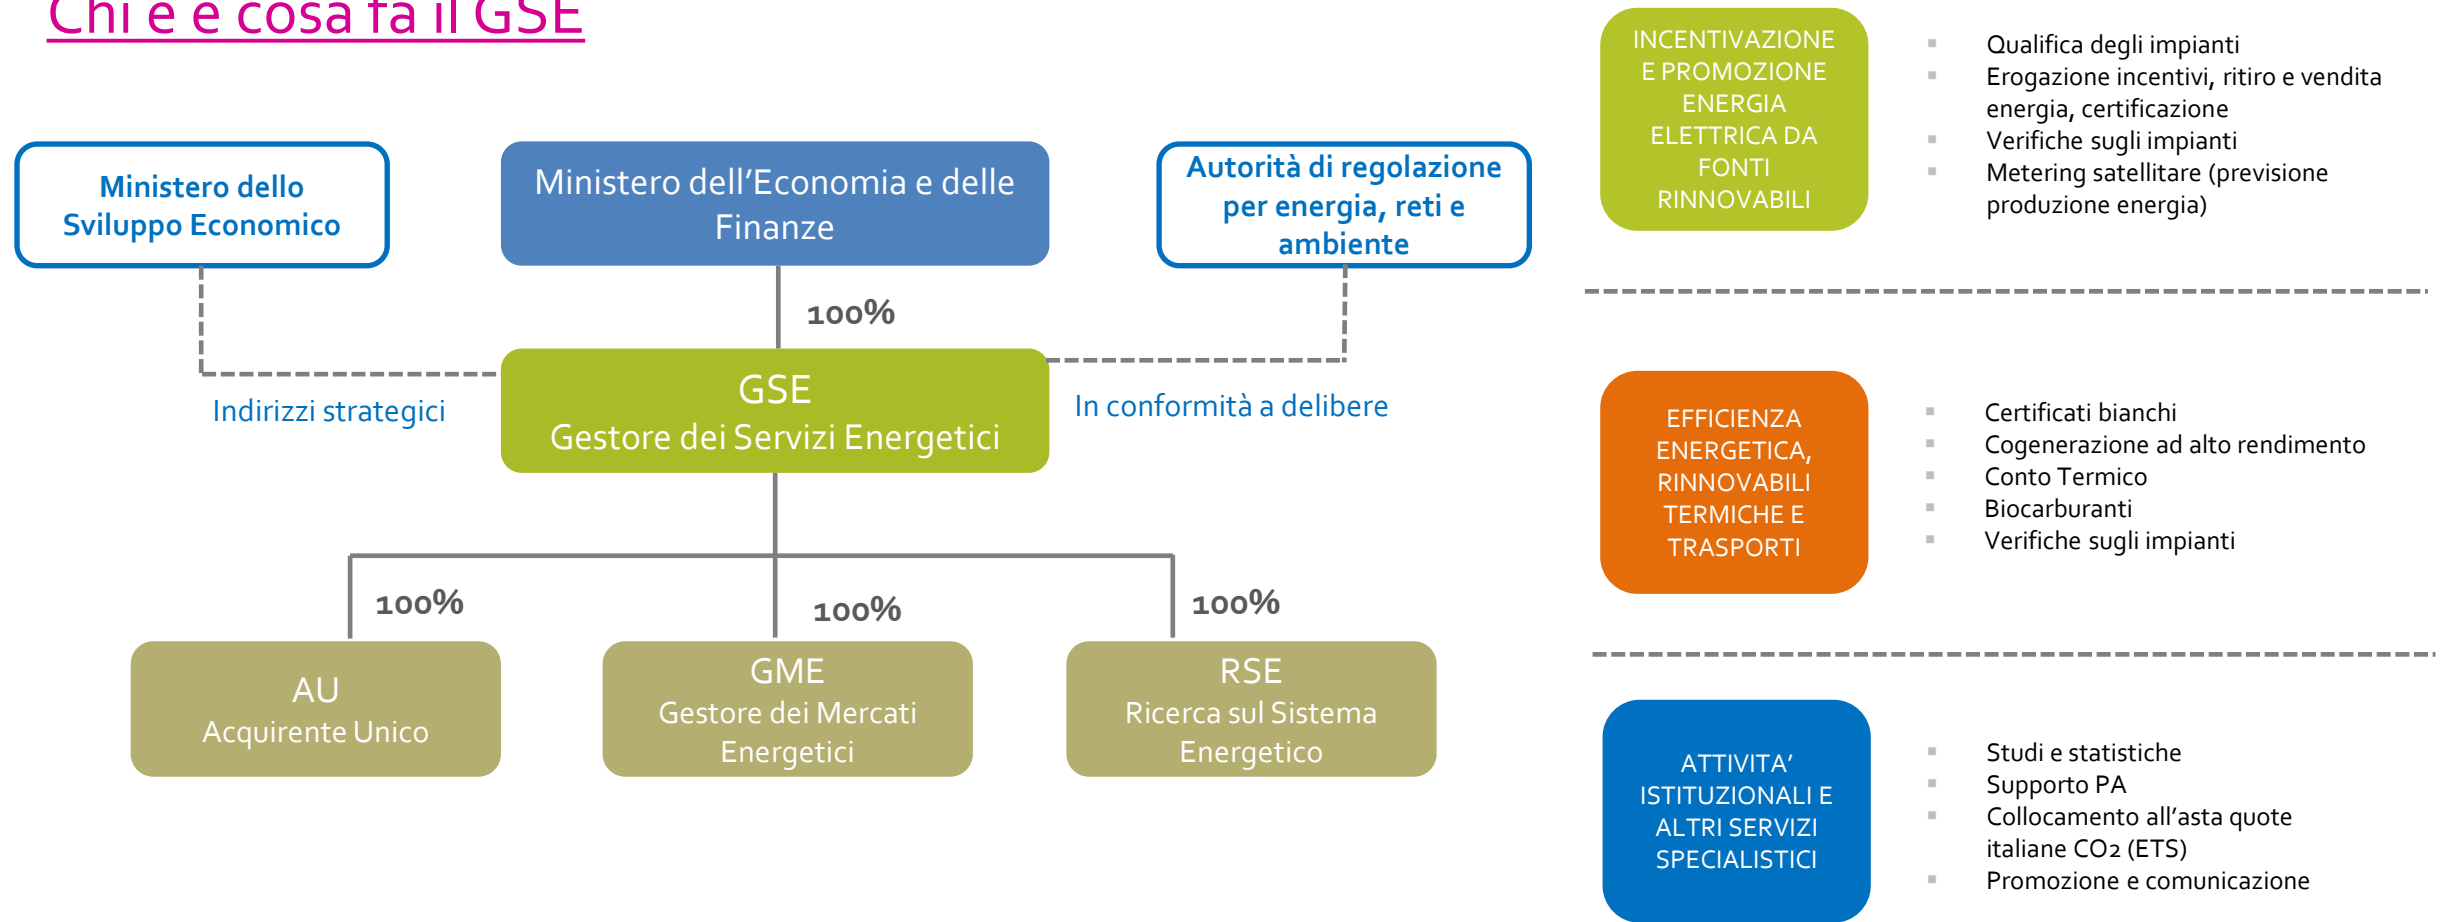 Chi è e cosa fa il GSE
Ministero dello
Sviluppo Economico
Ministero dell’Economia e delle
Finanze
Autorità di regolazione
per energia, reti e
ambiente
100%
GSE
Gestore dei Servizi Energetici
Indirizzi strategici
In conformità a delibere
100%
100%
100%
AU
Acquirente Unico
GME
Gestore dei Mercati
Energetici
RSE
Ricerca sul Sistema
Energetico
INCENTIVAZIONE
E PROMOZIONE
ENERGIA
ELETTRICA DA
FONTI
RINNOVABILI
Qualifica degli impianti
Erogazione incentivi, ritiro e vendita
energia, certificazione
Verifiche sugli impianti
Metering satellitare (previsione
produzione energia)
EFFICIENZA
ENERGETICA,
RINNOVABILI
TERMICHE E
TRASPORTI
Certificati bianchi
Cogenerazione ad alto rendimento
Conto Termico
Biocarburanti
Verifiche sugli impianti
ATTIVITA’
ISTITUZIONALI E
ALTRI SERVIZI
SPECIALISTICI
Studi e statistiche
Supporto PA
Collocamento all’asta quote
italiane CO2 (ETS)
Promozione e comunicazione